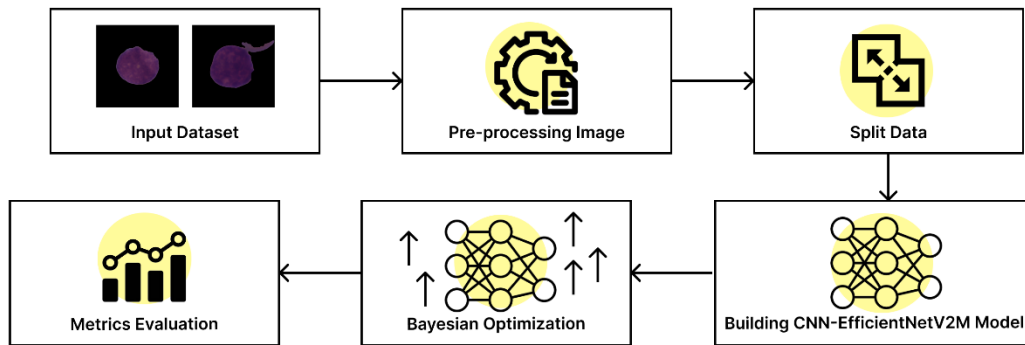 Input Dataset
Pre-processing Image
Split Data
Building CNN-EfficientNetV2M Model
Bayesian Optimization
Metrics Evaluation